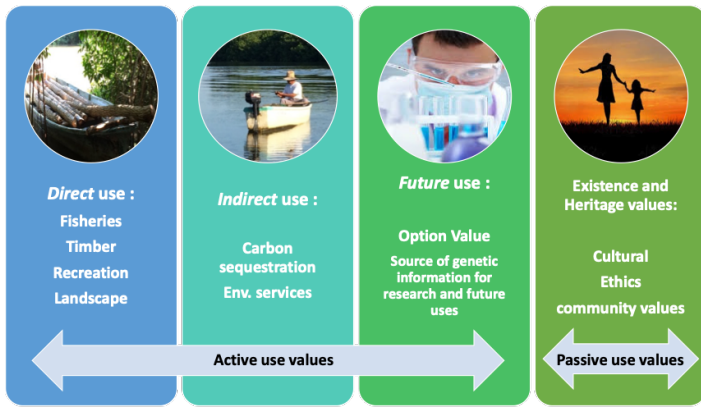 Direct use :
Fisheries
Timber
Recreation
Landscape
Indirect use :
Carbon
sequestration
Env. services
Future use :
Option Value
Source of genetic
information for
research and future
uses
Existence and
Heritage values:
Cultural
Ethics
community values
Active use values
Passive use values